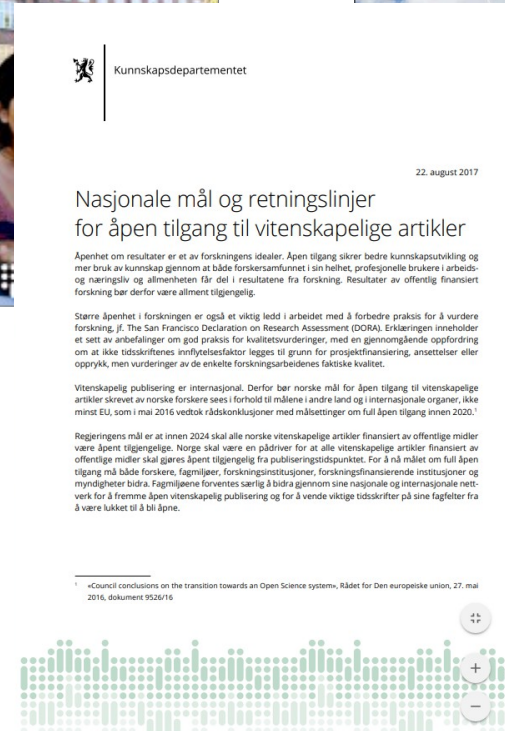 Kunnskapsdepartementet
22. august 2017
Nasjonale mål og retningslinjer
for åpen tilgang til vitenskapelige artikler
Åpenhet om resultater er et av forskningens idealer. Åpen tilgang sikrer bedre kunnskapsutvikling og
mer bruk av kunnskap gjennom at både forskersamfunnet i sin helhet, profesjonelle brukere i arbeids-
og næringsliv og allmenheten får del i resultatene fra forskning. Resultater av offentlig finansiert
forskning bør derfor være allment tilgjengelig.
Større åpenhet i forskningen er også et viktig ledd i arbeidet med å forbedre praksis for å vurdere
forskning, jf. The San Francisco Declaration on Research Assessment (DORA). Erklæringen inneholder
et sett av anbefalinger om god praksis for kvalitetsvurderinger, med en gjennomgående oppfordring
om at ikke tidsskriftenes innflytelsesfaktor legges til grunn for prosjektfinansiering, ansettelser eller
opprykk, men vurderinger av de enkelte forskningsarbeidenes faktiske kvalitet.
Vitenskapelig publisering er internasjonal. Derfor bør norske mål for åpen tilgang til vitenskapelige
artikler skrevet av norske forskere sees i forhold til målene i andre land og i internasjonale organer, ikke
minst EU, som i mai 2016 vedtok rådskonklusjoner med målsettinger om full åpen tilgang innen 2020.¹
Regjeringens mål er at innen 2024 skal alle norske vitenskapelige artikler finansiert av offentlige midler
være åpent tilgjengelige. Norge skal være en pådriver for at alle vitenskapelige artikler finansiert av
offentlige midler skal gjøres åpent tilgjengelig fra publiseringstidspunktet. For å nå målet om full åpen
tilgang må både forskere, fagmiljøer, forskningsinstitusjoner, forskningsfinansierende institusjoner og
myndigheter bidra. Fagmiljøene forventes særlig å bidra gjennom sine nasjonale og internasjonale nett-
verk for å fremme åpen vitenskapelig publisering og for å vende viktige tidsskrifter på sine fagfelter fra
å være lukket til å bli åpne.
¹ «Council conclusions on the transition towards an Open Science system», Rådet for Den europeiske union, 27. mai
2016, dokument 9526/16